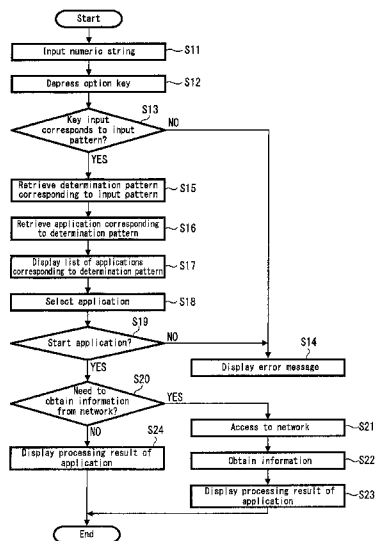 Start
Input numeric string
S11
Depress option key
S12
S13
Key input
corresponds to input
pattern?
NO
YES
Retrieve determination pattern
corresponding to input pattern
S15
Retrieve application corresponding
to determination pattern
S16
Display list of applications
corresponding to determination pattern
S17
Select application
S18
S19
Start application?
NO
YES
S14
Display error message
S20
Need to
obtain information
from network?
YES
NO
S24
Display processing result of
application
Access to network
S21
Obtain information
S22
Display processing result of
application
S23
End